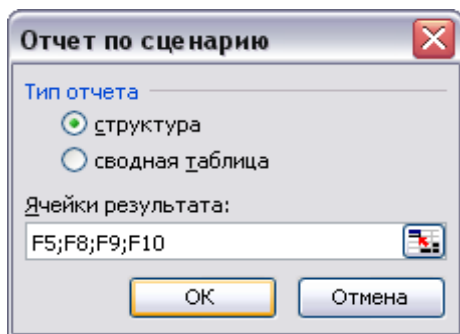 Отчет по сценарию
Тип отчета
структура
сводная таблица
Ячейки результата:
F5;F8;F9;F10
ОК
Отмена